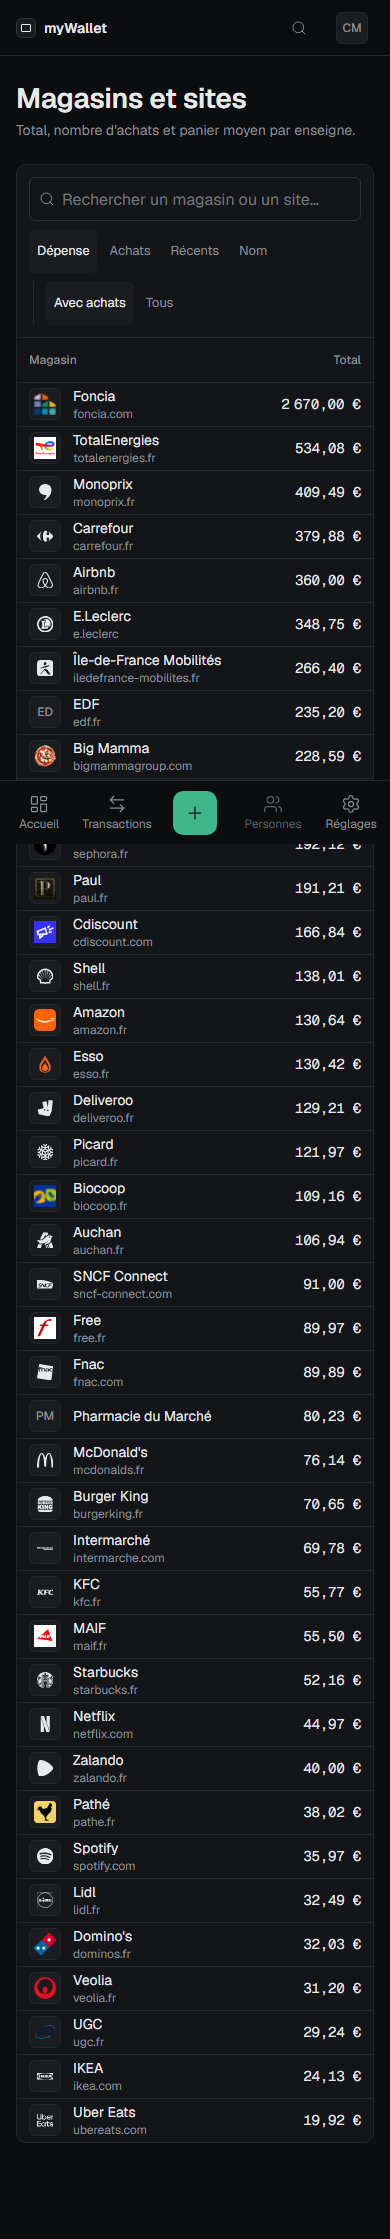 myWallet
CM
Magasins et sites
Total, nombre d'achats et panier moyen par enseigne.
Rechercher un magasin ou un site...
Dépense Achats Récents Nom
Avec achats Tous
Magasin Total
Foncia 2 670,00 €
foncia.com
TotalEnergies 534,08 €
totalenergies.fr
Monoprix 409,49 €
monoprix.fr
Carrefour 379,88 €
carrefour.fr
Airbnb 360,00 €
airbnb.fr
E.Leclerc 348,75 €
e.leclerc
Île-de-France Mobilités 266,40 €
iledefrance-mobilites.fr
ED EDF 235,20 €
edf.fr
Big Mamma 228,59 €
bigmammagroup.com
Accueil Transactions + Personnes Réglages
sephora.fr 192,12 €
P Paul 191,21 €
paul.fr
Cdiscount 166,84 €
cdiscount.com
Shell 138,01 €
shell.fr
Amazon 130,64 €
amazon.fr
Esso 130,42 €
esso.fr
Deliveroo 129,21 €
deliveroo.fr
Picard 121,97 €
picard.fr
Biocoop 109,16 €
biocoop.fr
Auchan 106,94 €
auchan.fr
SNCF SNCF Connect 91,00 €
sncf-connect.com
Free 89,97 €
free.fr
fnac Fnac 89,89 €
fnac.com
PM Pharmacie du Marché 80,23 €
McDonald's 76,14 €
mcdonalds.fr
BURGER KING Burger King 70,65 €
burgerking.fr
Intermarché 69,78 €
intermarche.com
KFC KFC 55,77 €
kfc.fr
MAIF 55,50 €
maif.fr
Starbucks 52,16 €
starbucks.fr
N Netflix 44,97 €
netflix.com
Zalando 40,00 €
zalando.fr
Pathé 38,02 €
pathe.fr
Spotify 35,97 €
spotify.com
Lidl 32,49 €
lidl.fr
Domino's 32,03 €
dominos.fr
Veolia 31,20 €
veolia.fr
UGC 29,24 €
ugc.fr
IKEA IKEA 24,13 €
ikea.com
Uber Eats Uber Eats 19,92 €
ubereats.com